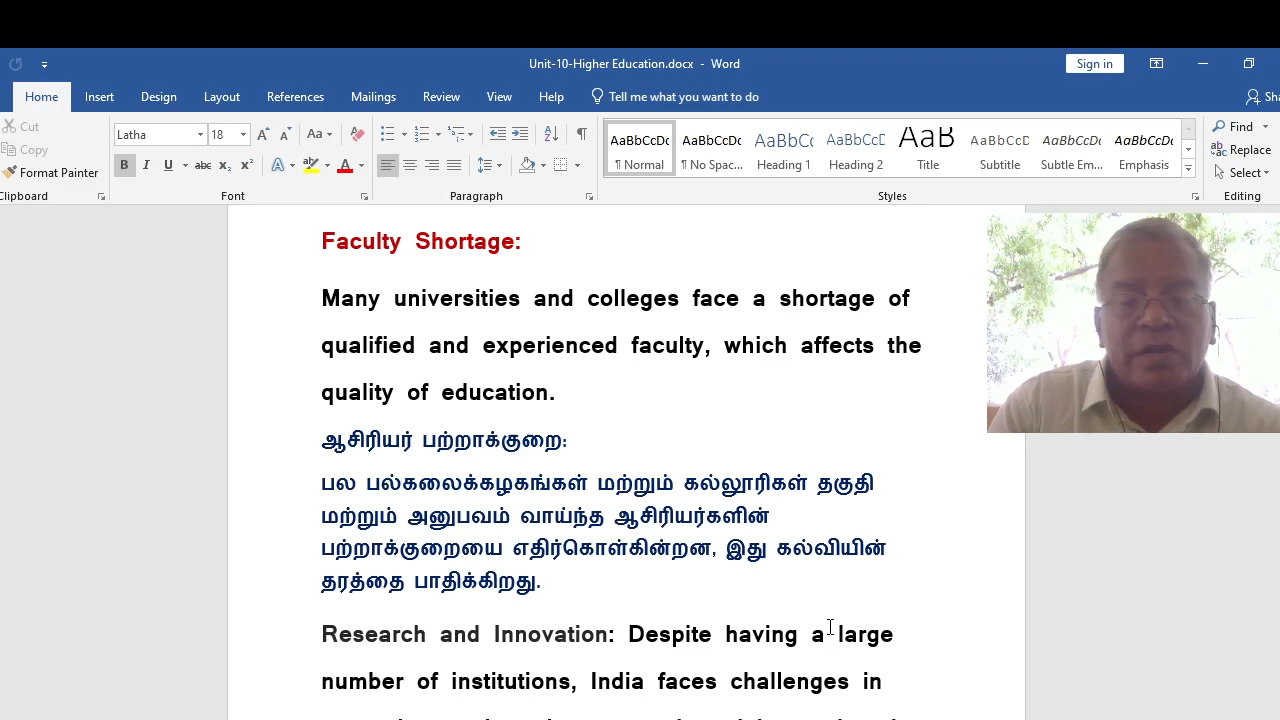 Unit-10-Higher Education.docx - Word
Sign in
Home Insert Design Layout References Mailings Review View Help Tell me what you want to do
Cut
Copy
Format Painter
Clipboard
Latha 18
Font
Paragraph
AaBbCcDc AaBbCcDc AaBbC AaBbCcD AaB AaBbCcD AaBbCcDc AaBbCcDc
¶ Normal ¶ No Spac... Heading 1 Heading 2 Title Subtitle Subtle Em... Emphasis
Styles
Find
Replace
Select
Editing
Faculty Shortage:
Many universities and colleges face a shortage of
qualified and experienced faculty, which affects the
quality of education.
ஆசிரியர் பற்றாக்குறை:
பல பல்கலைக்கழகங்கள் மற்றும் கல்லூரிகள் தகுதி
மற்றும் அனுபவம் வாய்ந்த ஆசிரியர்களின்
பற்றாக்குறையை எதிர்கொள்கின்றன, இது கல்வியின்
தரத்தை பாதிக்கிறது.
Research and Innovation: Despite having a large
number of institutions, India faces challenges in